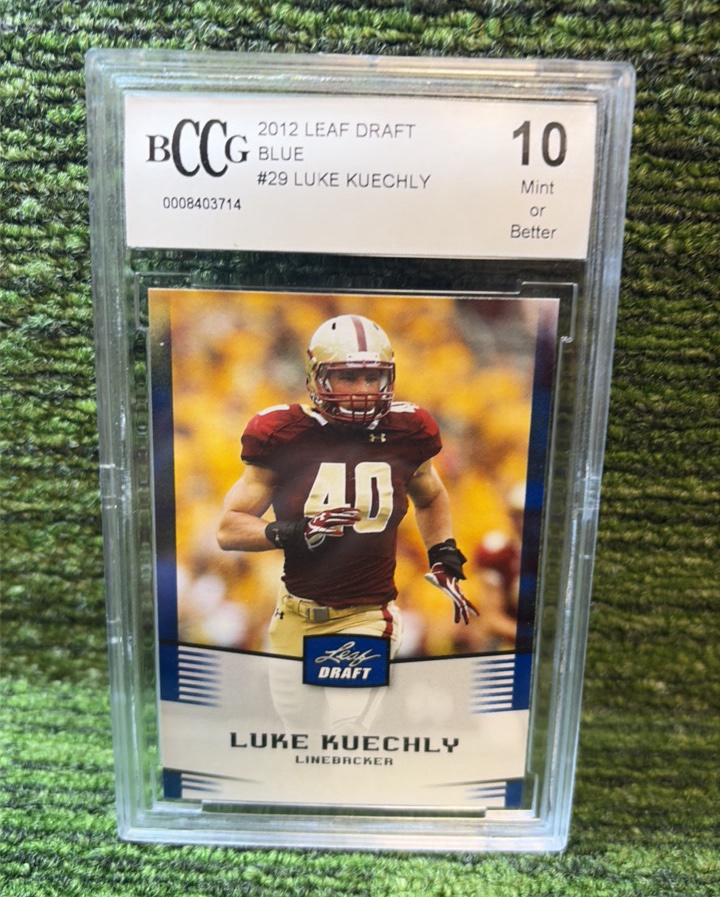 BCCG
2012 LEAF DRAFT
BLUE
#29 LUKE KUECHLY
0008403714
10
Mint
or
Better
40
40
Leaf
DRAFT
LUKE KUECHLY
LINEBACKER